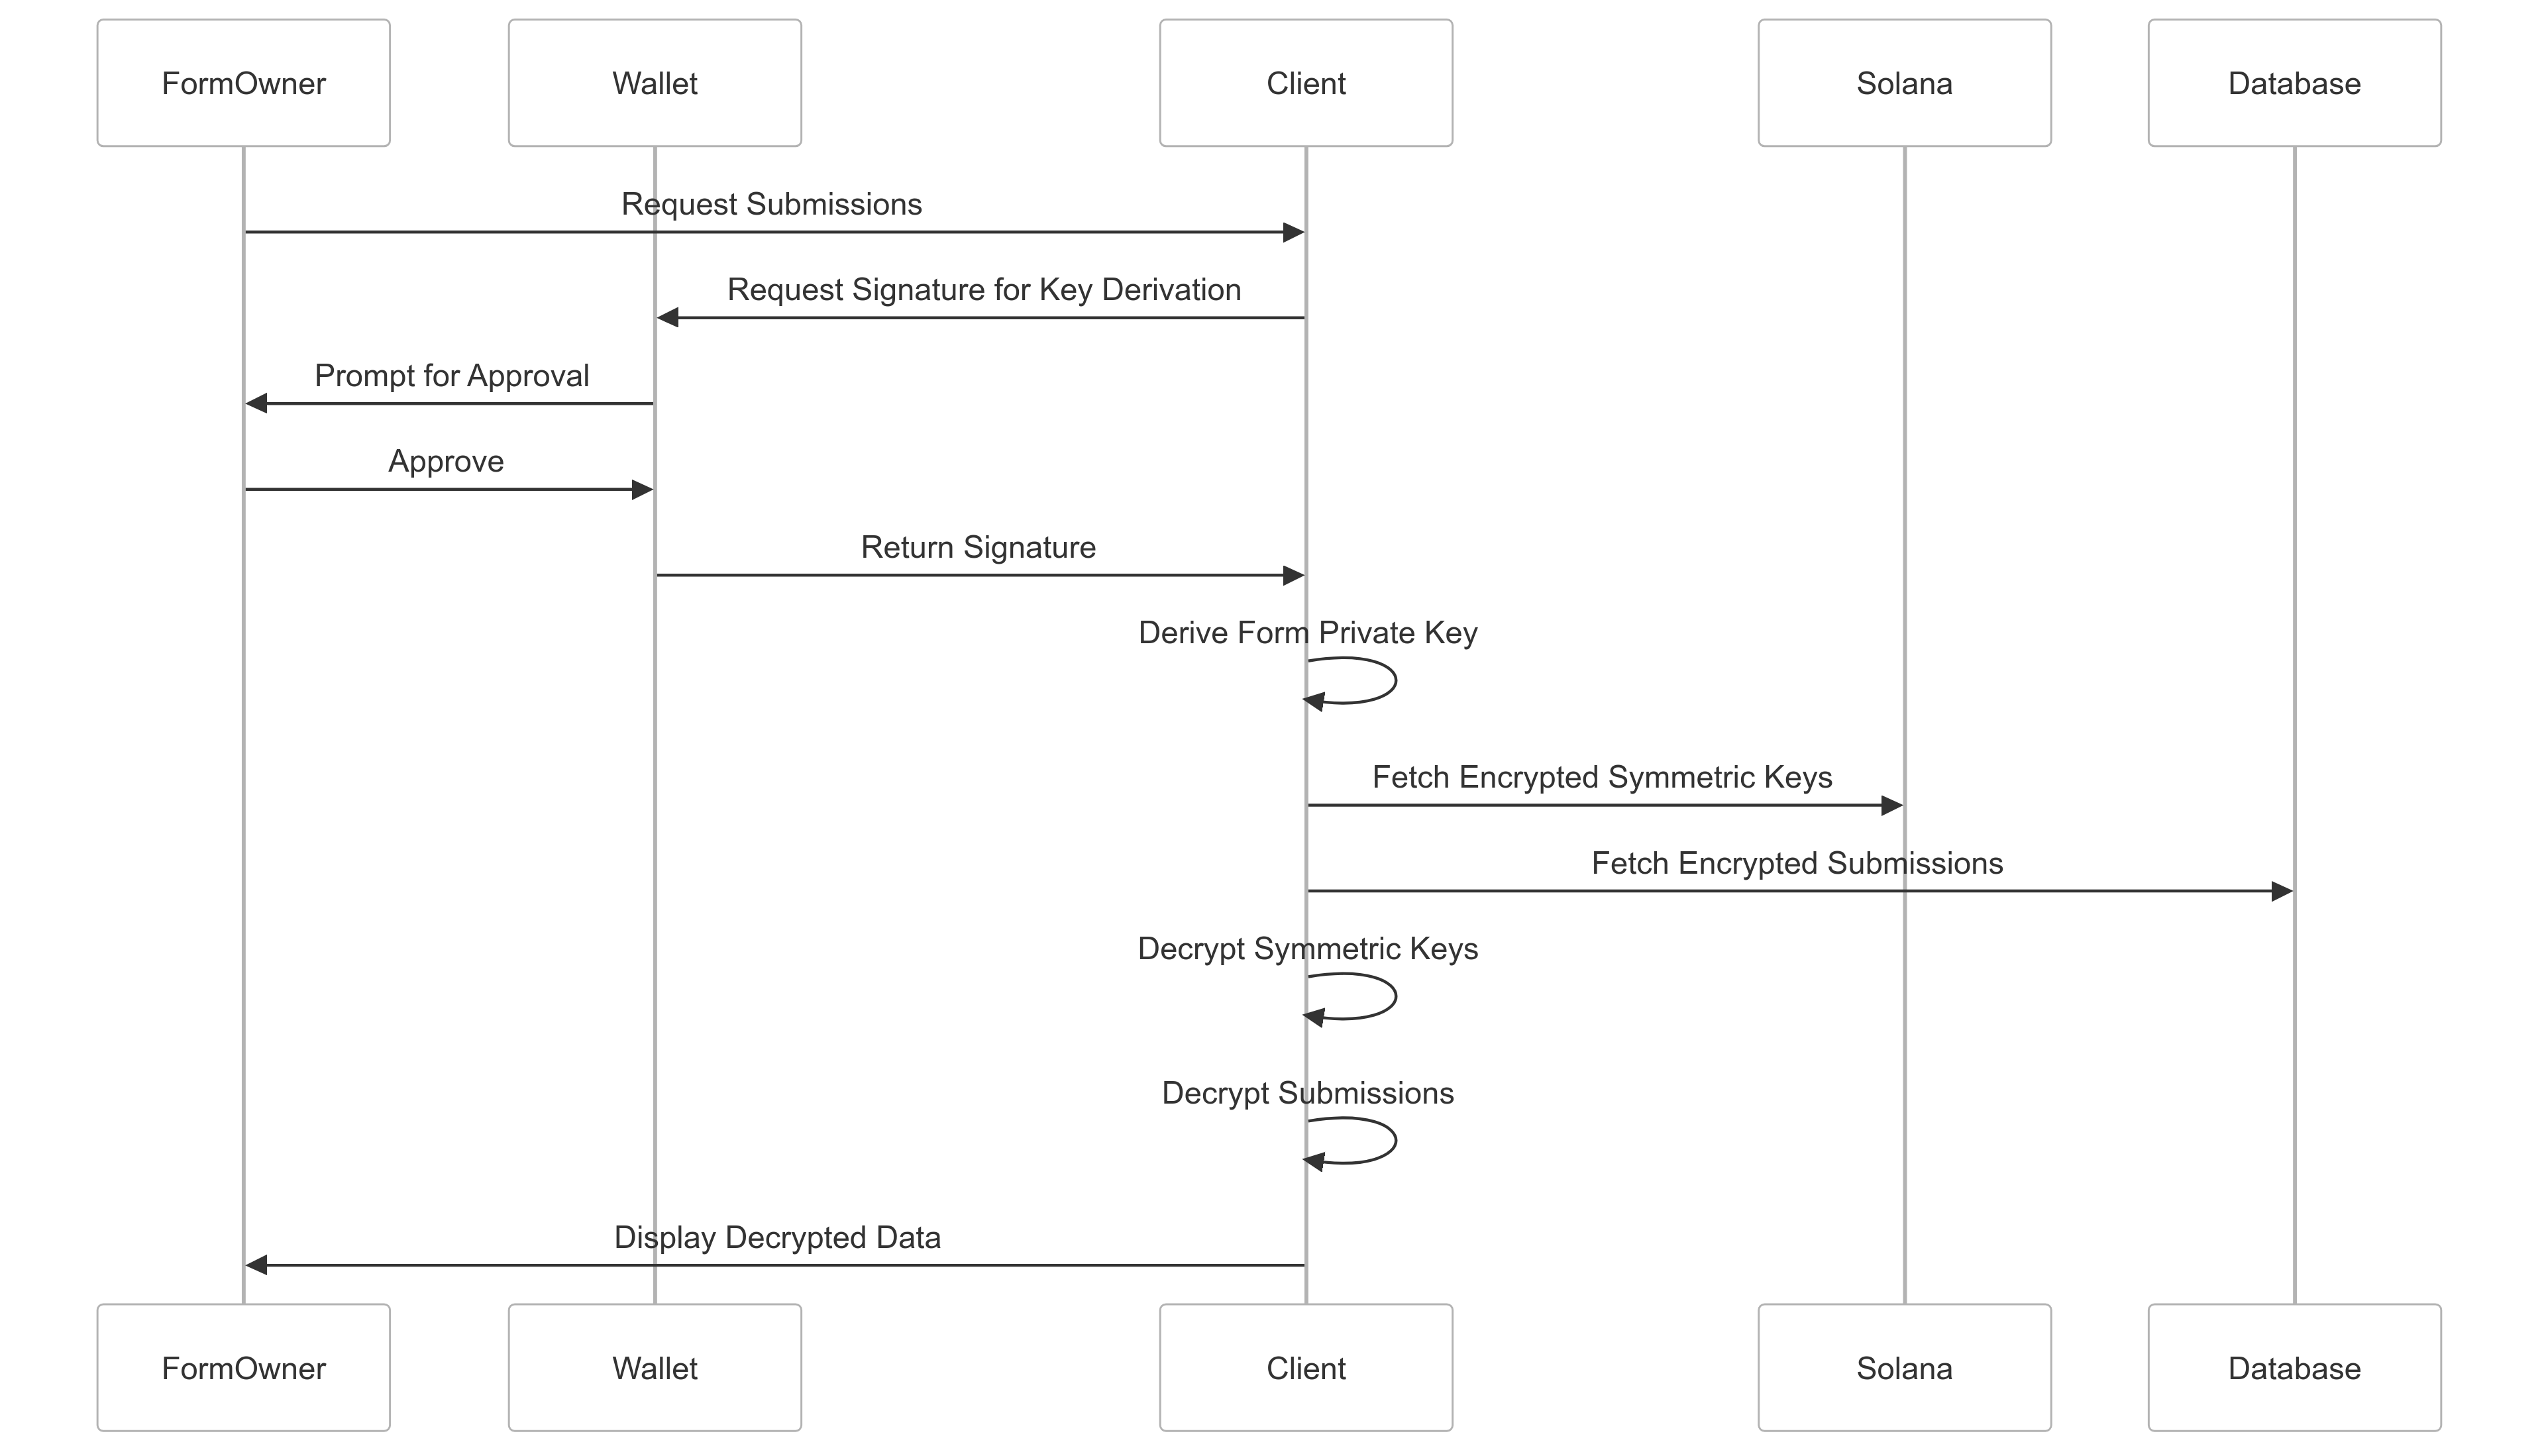 FormOwner
Wallet
Client
Solana
Database
Request Submissions
Request Signature for Key Derivation
Prompt for Approval
Approve
Return Signature
Derive Form Private Key
Fetch Encrypted Symmetric Keys
Fetch Encrypted Submissions
Decrypt Symmetric Keys
Decrypt Submissions
Display Decrypted Data
FormOwner
Wallet
Client
Solana
Database